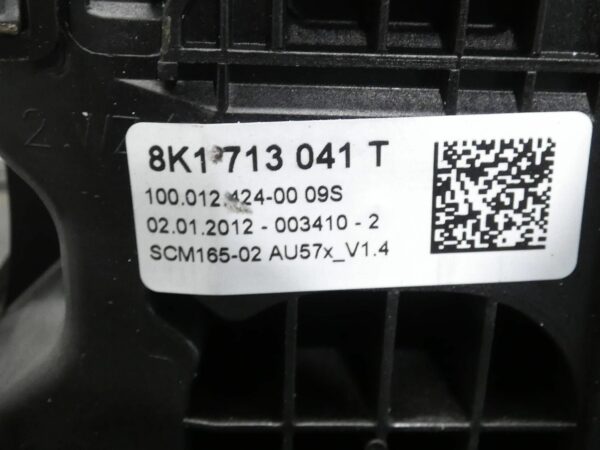 8K1 713 041 T
100.012.424-00 09S
02.01.2012 - 003410 - 2
SCM165-02 AU57x_V1.4